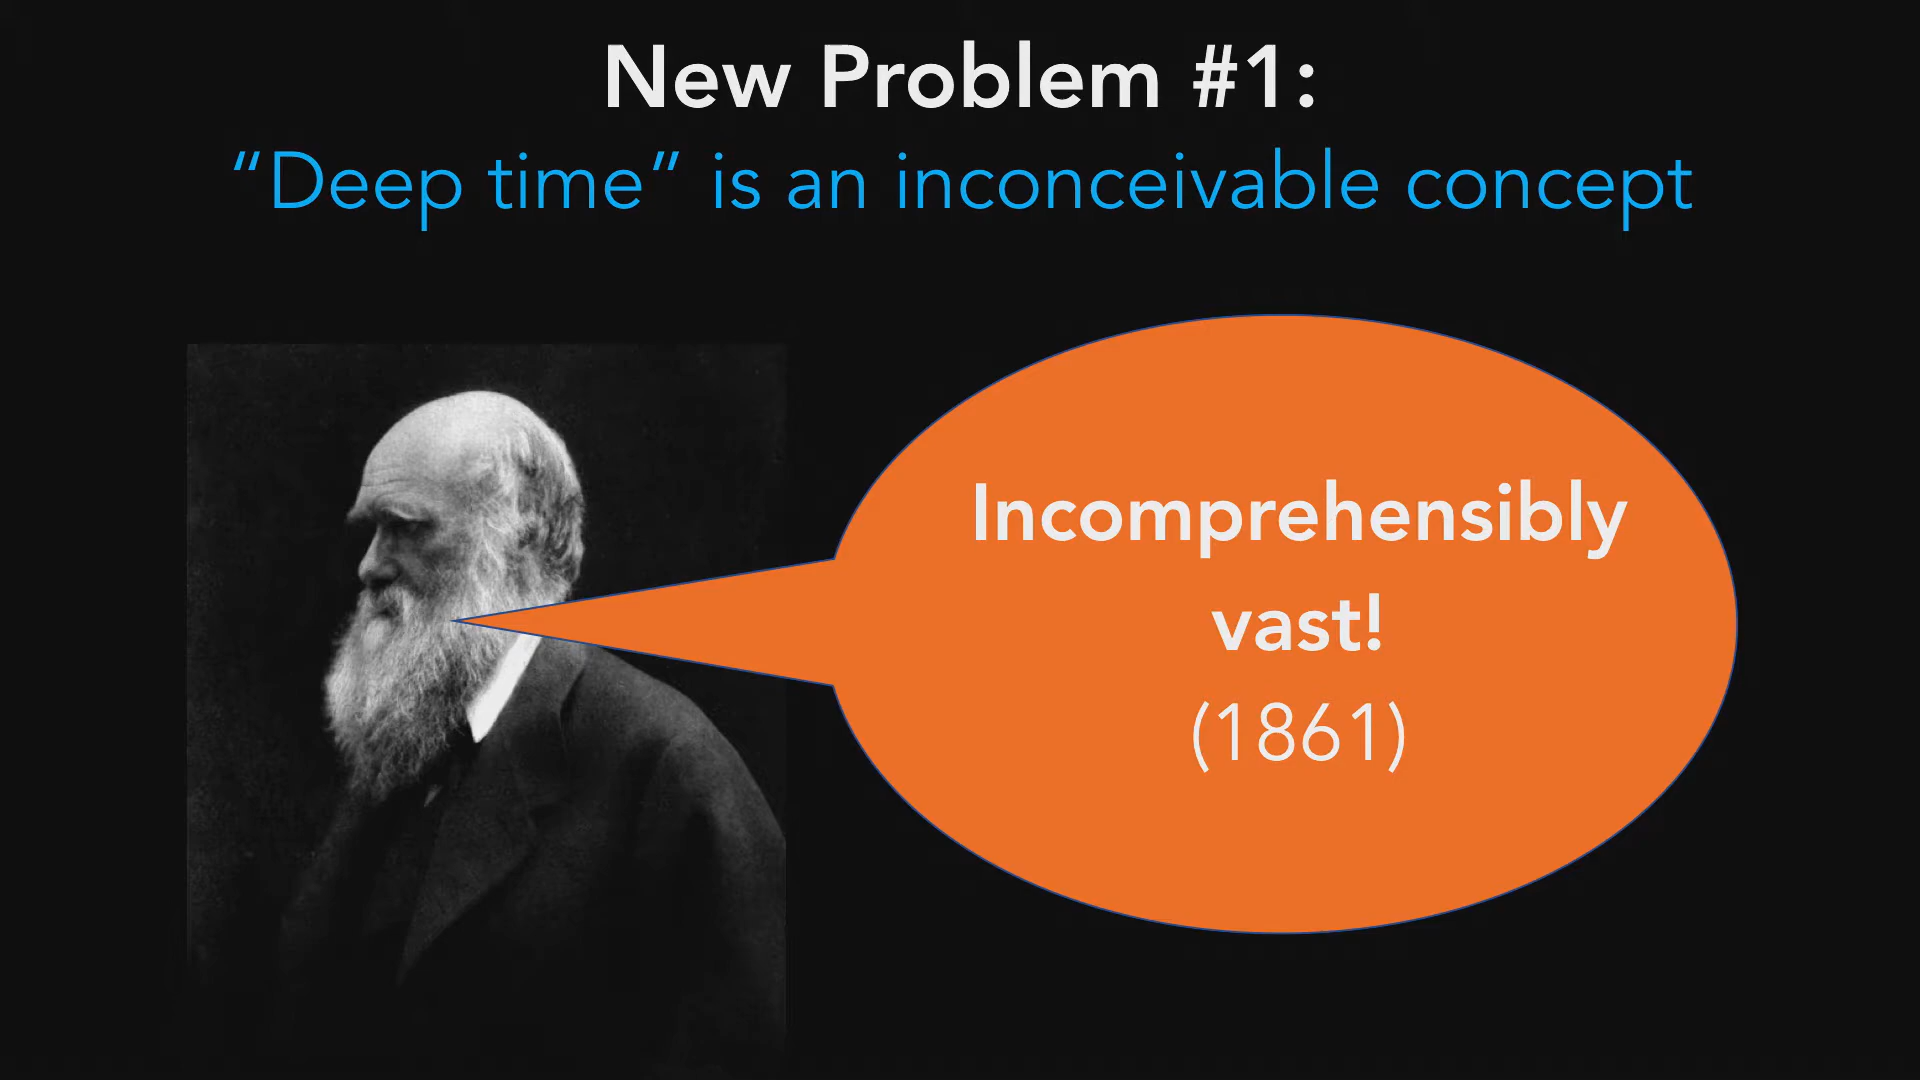 New Problem #1:
“Deep time” is an inconceivable concept
Incomprehensibly
vast!
(1861)